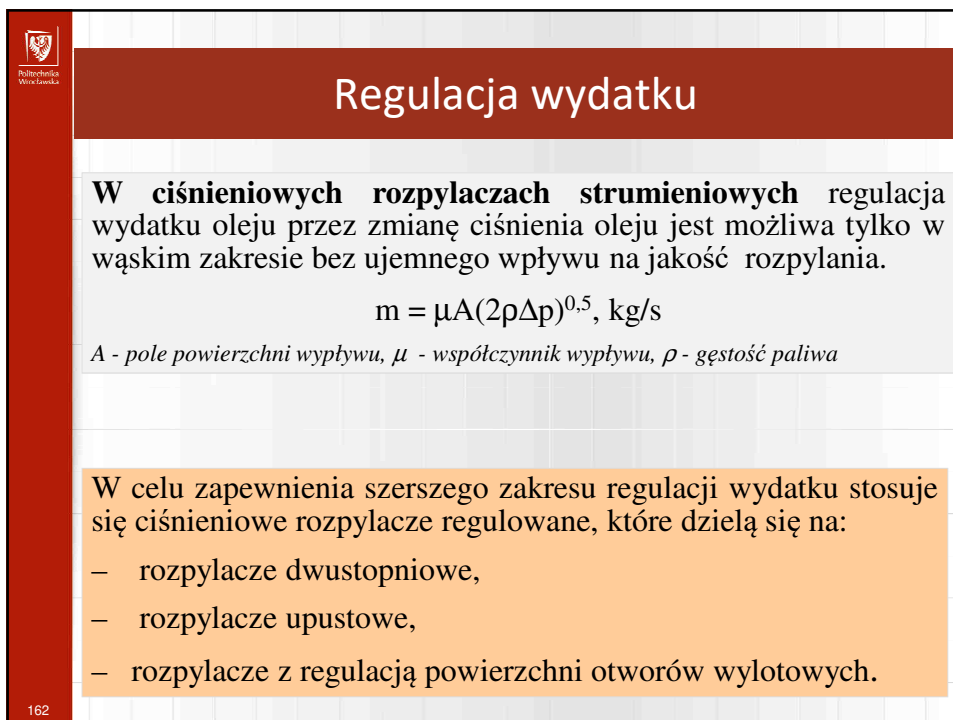 Politechnika
Wrocławska
Regulacja wydatku
W ciśnieniowych rozpylaczach strumieniowych regulacja
wydatku oleju przez zmianę ciśnienia oleju jest możliwa tylko w
wąskim zakresie bez ujemnego wpływu na jakość rozpylania.
m = μA(2ρΔp)^0,5, kg/s
A - pole powierzchni wypływu, μ - współczynnik wypływu, ρ - gęstość paliwa
W celu zapewnienia szerszego zakresu regulacji wydatku stosuje
się ciśnieniowe rozpylacze regulowane, które dzielą się na:
– rozpylacze dwustopniowe,
– rozpylacze upustowe,
– rozpylacze z regulacją powierzchni otworów wylotowych.
162